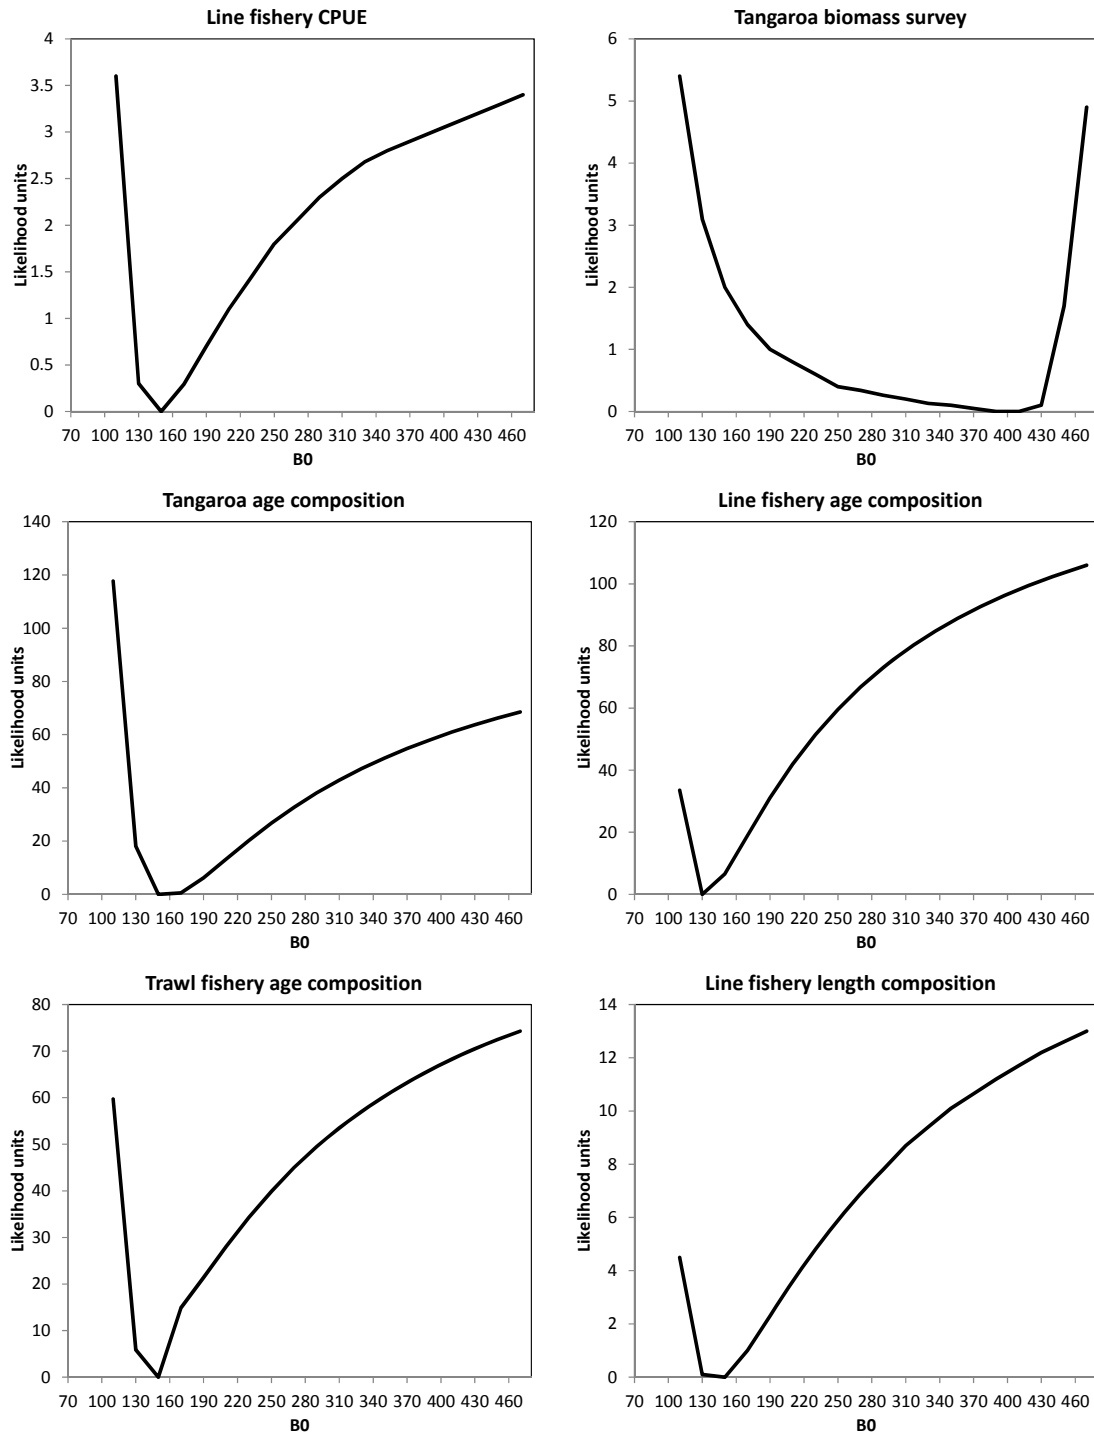 Line fishery CPUE
4
3.5
3
2.5
2
1.5
1
0.5
0
Likelihood units
70 100 130 160 190 220 250 280 310 340 370 400 430 460
B0
Tangaroa biomass survey
6
5
4
3
2
1
0
Likelihood units
70 100 130 160 190 220 250 280 310 340 370 400 430 460
B0
Tangaroa age composition
140
120
100
80
60
40
20
0
Likelihood units
70 100 130 160 190 220 250 280 310 340 370 400 430 460
B0
Line fishery age composition
120
100
80
60
40
20
0
Likelihood units
70 100 130 160 190 220 250 280 310 340 370 400 430 460
B0
Trawl fishery age composition
80
70
60
50
40
30
20
10
0
Likelihood units
70 100 130 160 190 220 250 280 310 340 370 400 430 460
B0
Line fishery length composition
14
12
10
8
6
4
2
0
Likelihood units
70 100 130 160 190 220 250 280 310 340 370 400 430 460
B0